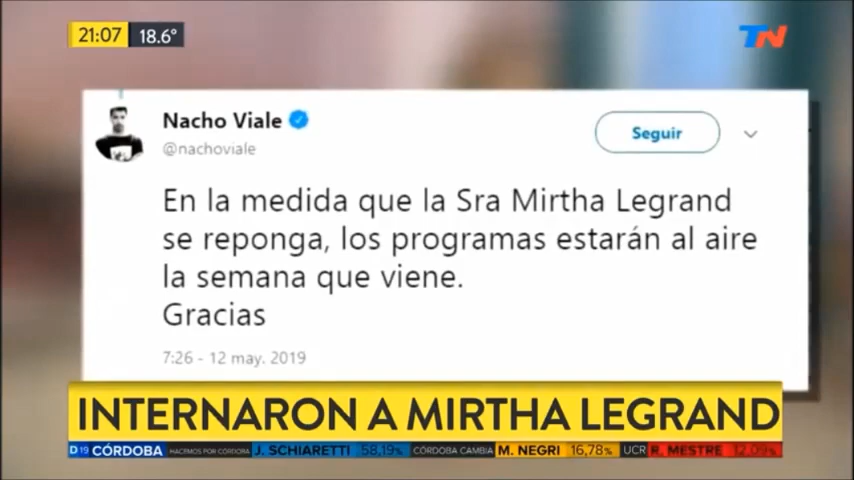 21:07 18.6° TN
Nacho Viale
@nachoviale
Seguir
En la medida que la Sra Mirtha Legrand
se reponga, los programas estarán al aire
la semana que viene.
Gracias
7:26 - 12 may. 2019
INTERNARON A MIRTHA LEGRAND
D19 CÓRDOBA HACEMOS POR CÓRDOBA J. SCHIARETTI 58,19% CÓRDOBA CAMBIA M. NEGRI 16,78% UCR R. MESTRE 12,09%